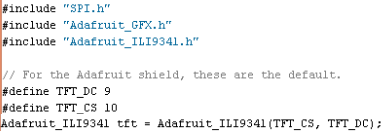 #include "SPI.h"
#include "Adafruit_GFX.h"
#include "Adafruit_ILI9341.h"
// For the Adafruit shield, these are the default.
#define TFT_DC 9
#define TFT_CS 10
Adafruit_ILI9341 tft = Adafruit_ILI9341(TFT_CS, TFT_DC);